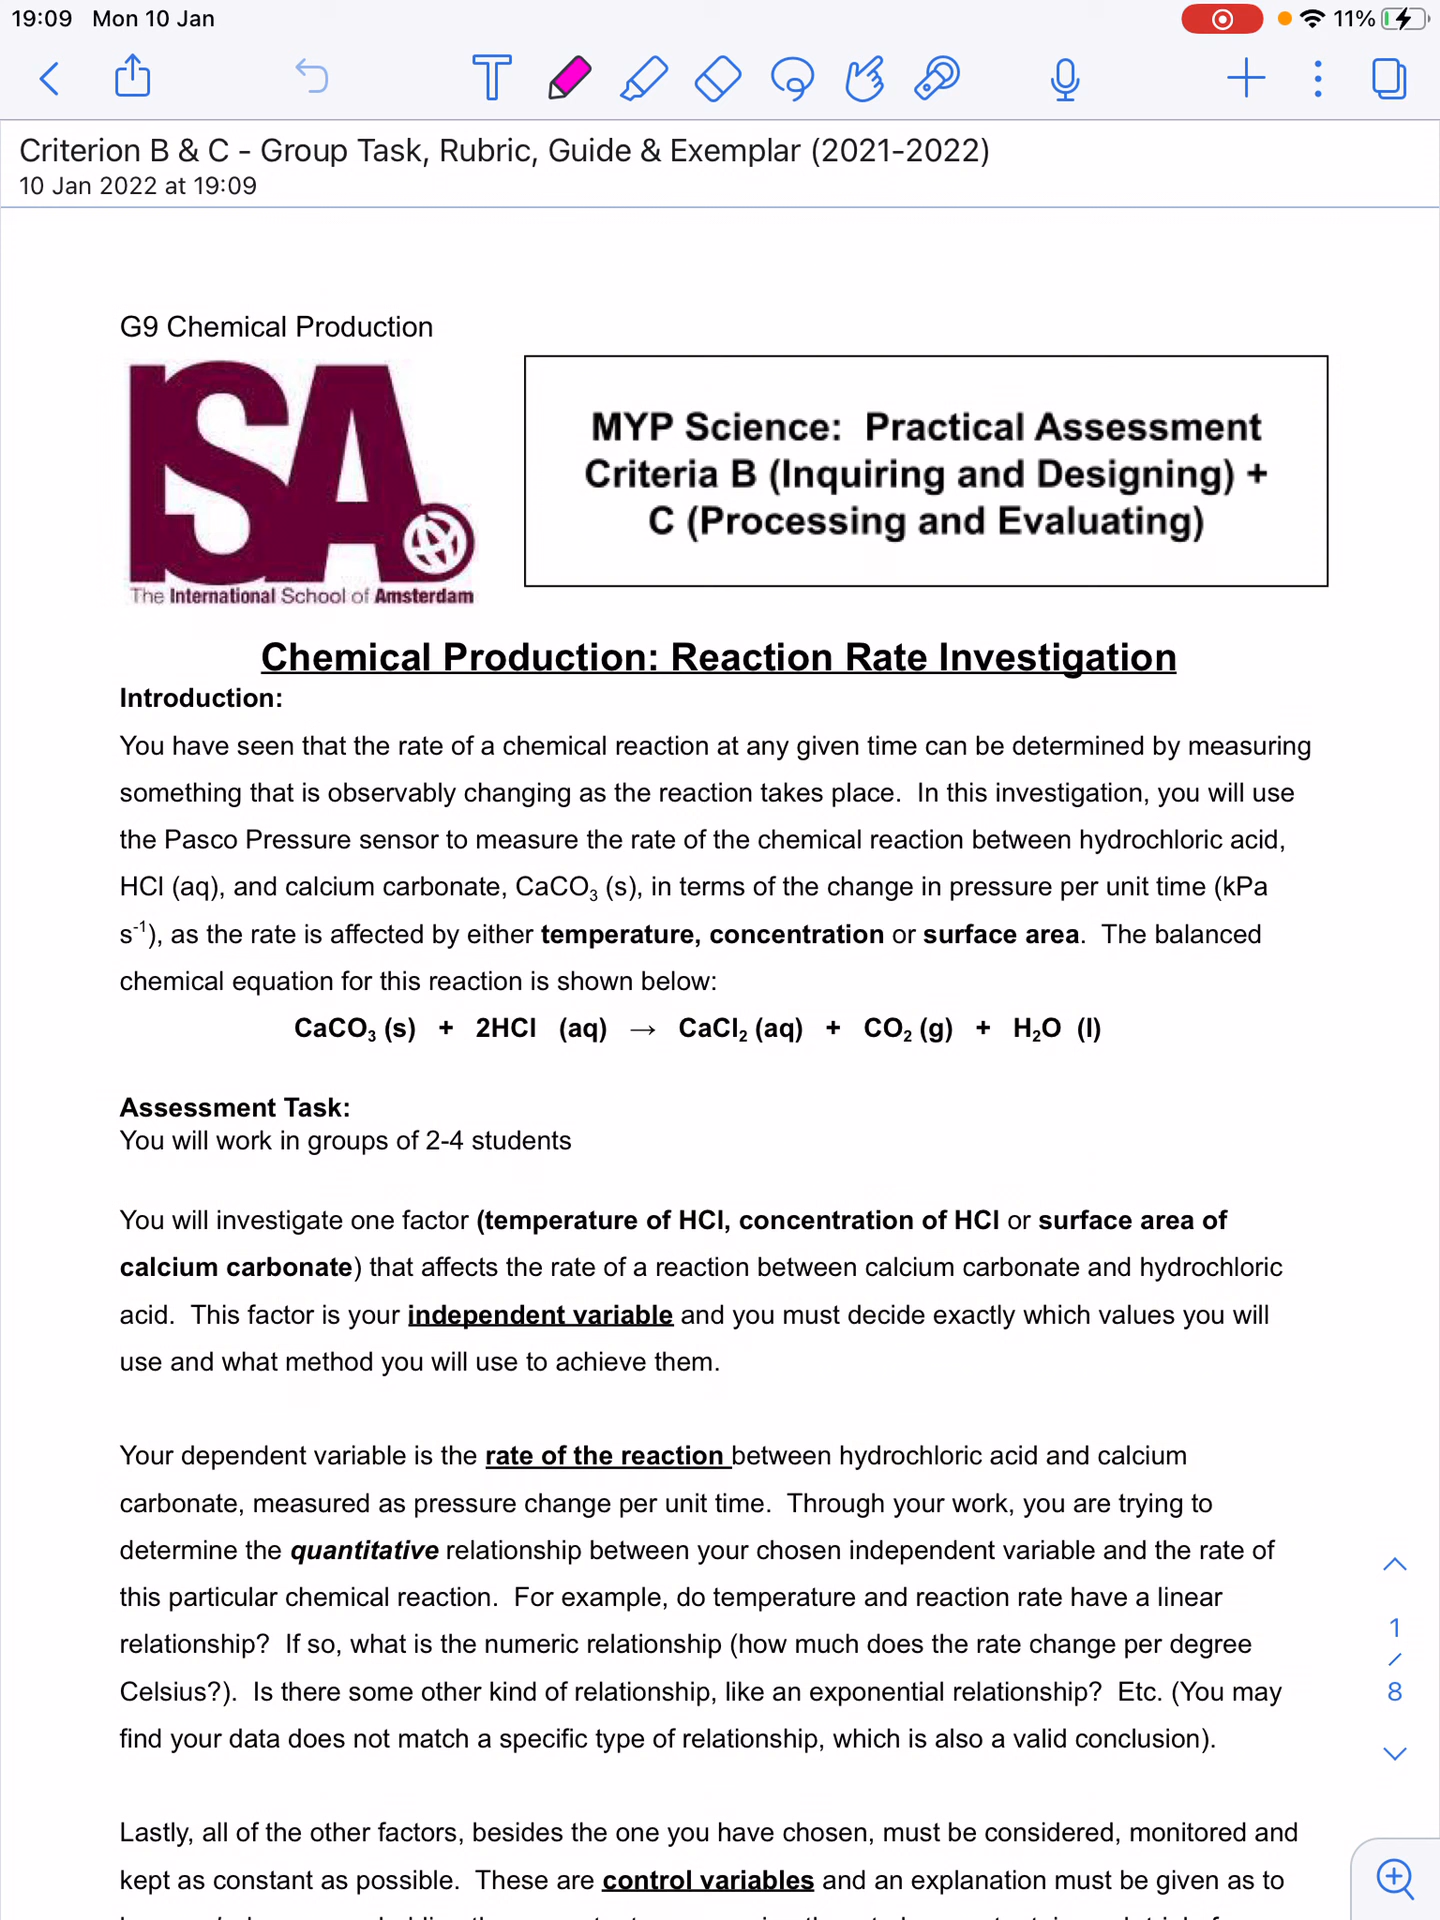 19:09 Mon 10 Jan
11%
Criterion B & C - Group Task, Rubric, Guide & Exemplar (2021-2022)
10 Jan 2022 at 19:09
G9 Chemical Production
ISA
The International School of Amsterdam
MYP Science: Practical Assessment
Criteria B (Inquiring and Designing) +
C (Processing and Evaluating)
Chemical Production: Reaction Rate Investigation
Introduction:
You have seen that the rate of a chemical reaction at any given time can be determined by measuring
something that is observably changing as the reaction takes place. In this investigation, you will use
the Pasco Pressure sensor to measure the rate of the chemical reaction between hydrochloric acid,
HCl (aq), and calcium carbonate, CaCO₃ (s), in terms of the change in pressure per unit time (kPa
s⁻¹), as the rate is affected by either temperature, concentration or surface area. The balanced
chemical equation for this reaction is shown below:
CaCO₃ (s) + 2HCl (aq) → CaCl₂ (aq) + CO₂ (g) + H₂O (l)
Assessment Task:
You will work in groups of 2-4 students
You will investigate one factor (temperature of HCl, concentration of HCl or surface area of
calcium carbonate) that affects the rate of a reaction between calcium carbonate and hydrochloric
acid. This factor is your independent variable and you must decide exactly which values you will
use and what method you will use to achieve them.
Your dependent variable is the rate of the reaction between hydrochloric acid and calcium
carbonate, measured as pressure change per unit time. Through your work, you are trying to
determine the quantitative relationship between your chosen independent variable and the rate of
this particular chemical reaction. For example, do temperature and reaction rate have a linear
relationship? If so, what is the numeric relationship (how much does the rate change per degree
Celsius?). Is there some other kind of relationship, like an exponential relationship? Etc. (You may
find your data does not match a specific type of relationship, which is also a valid conclusion).
1
/
8
Lastly, all of the other factors, besides the one you have chosen, must be considered, monitored and
kept as constant as possible. These are control variables and an explanation must be given as to